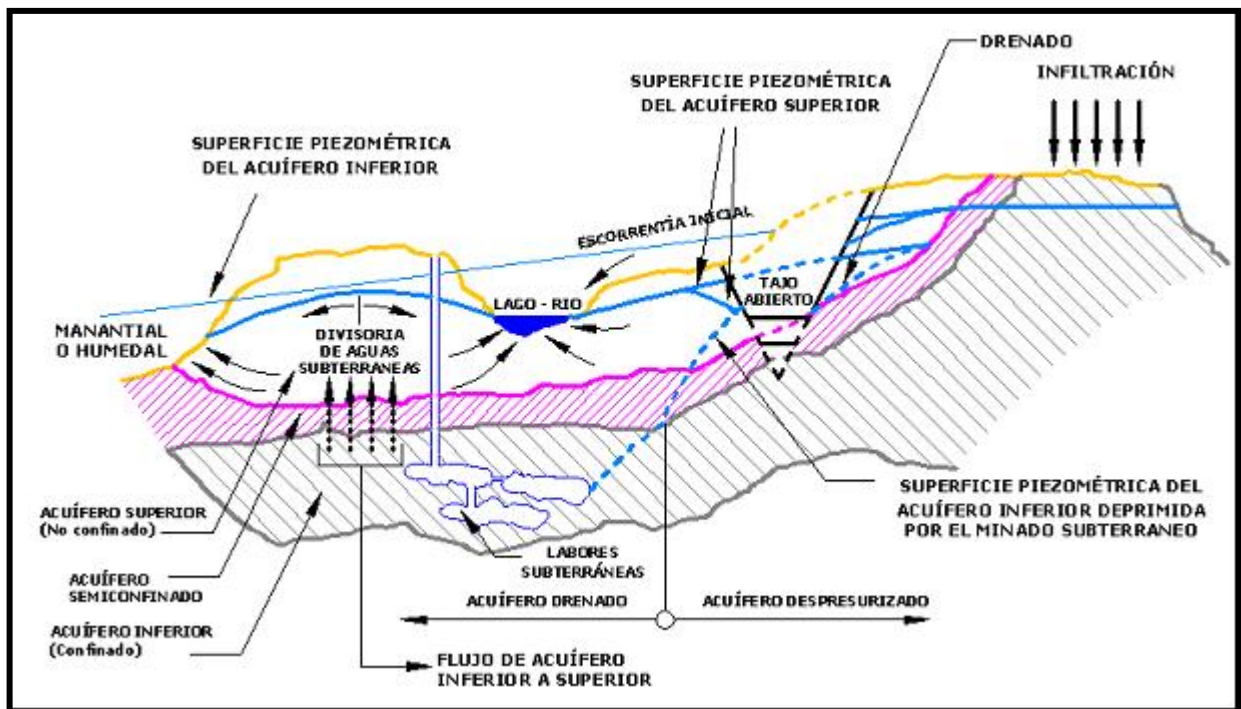 DRENADO
SUPERFICIE PIEZOMÉTRICA
DEL ACUÍFERO SUPERIOR
INFILTRACIÓN
SUPERFICIE PIEZOMÉTRICA
DEL ACUÍFERO INFERIOR
ESCORRENTÍA INICIAL
TAJO
ABIERTO
LAGO - RIO
MANANTIAL
O HUMEDAL
DIVISORIA
DE AGUAS
SUBTERRANEAS
SUPERFICIE PIEZOMÉTRICA DEL
ACUÍFERO INFERIOR DEPRIMIDA
POR EL MINADO SUBTERRANEO
ACUÍFERO SUPERIOR
(No confinado)
LABORES
SUBTERRÁNEAS
ACUÍFERO
SEMICONFINADO
ACUÍFERO DRENADO
ACUÍFERO DESPRESURIZADO
ACUÍFERO INFERIOR
(Confinado)
FLUJO DE ACUÍFERO
INFERIOR A SUPERIOR